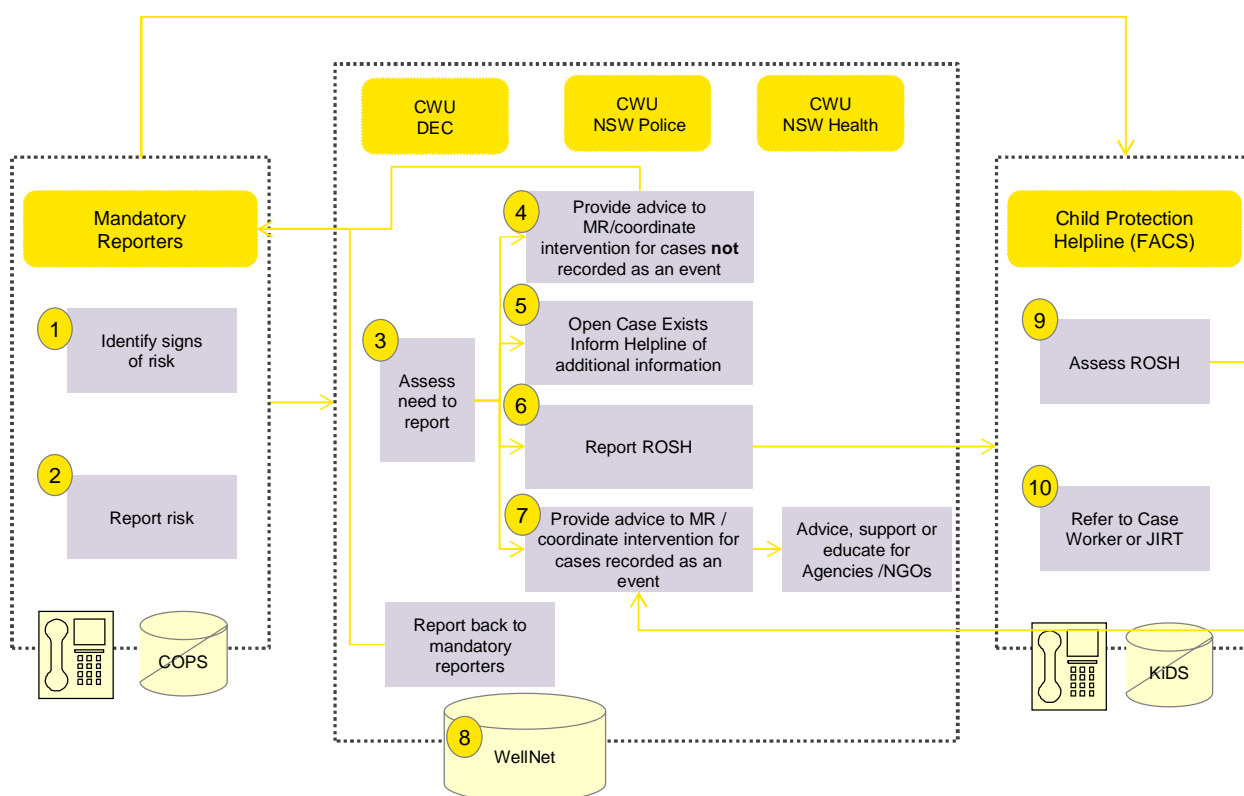 CWU
DEC
CWU
NSW Police
CWU
NSW Health
Mandatory
Reporters
1
Identify signs
of risk
2
Report risk
COPS
3
Assess
need to
report
4
Provide advice to
MR/coordinate
intervention for cases not
recorded as an event
5
Open Case Exists
Inform Helpline of
additional information
6
Report ROSH
7
Provide advice to MR /
coordinate intervention for
cases recorded as an
event
Advice, support or
educate for
Agencies /NGOs
Report back to
mandatory
reporters
8
WellNet
Child Protection
Helpline (FACS)
9
Assess ROSH
10
Refer to Case
Worker or JIRT
KiDS